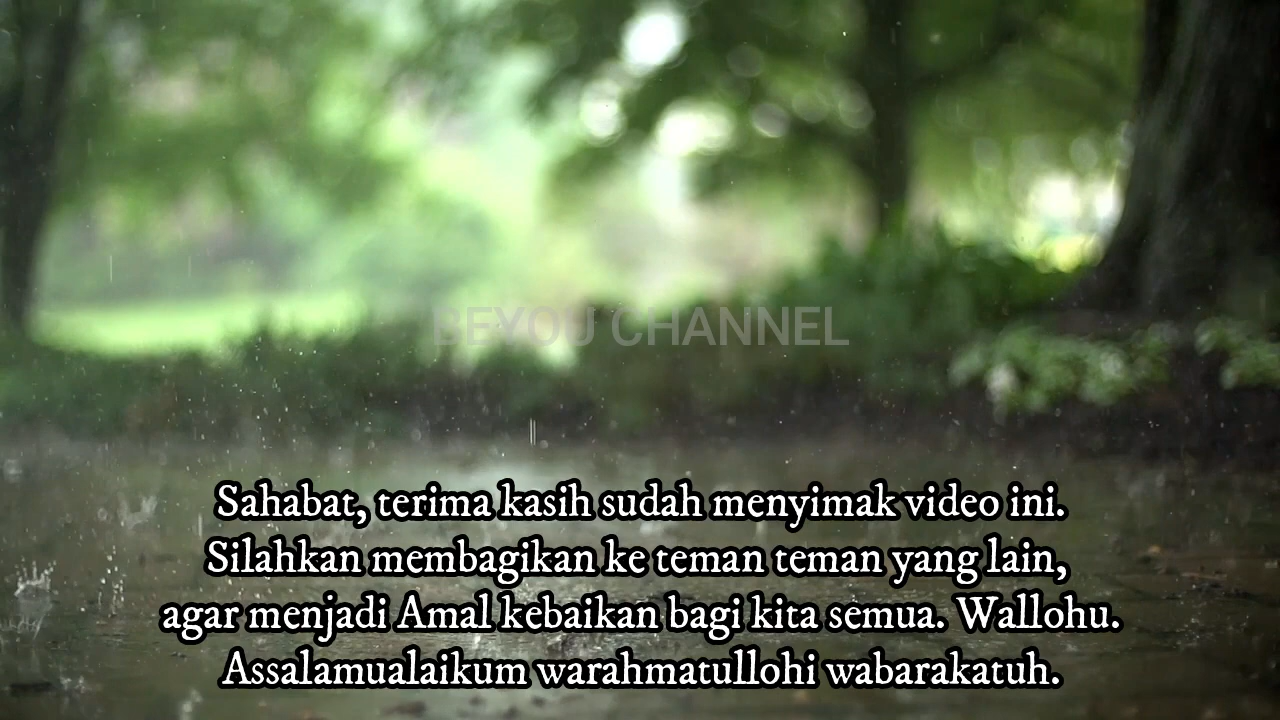 BEYOU CHANNEL
Sahabat, terima kasih sudah menyimak video ini.
Silahkan membagikan ke teman teman yang lain,
agar menjadi Amal kebaikan bagi kita semua. Wallohu.
Assalamualaikum warahmatullohi wabarakatuh.